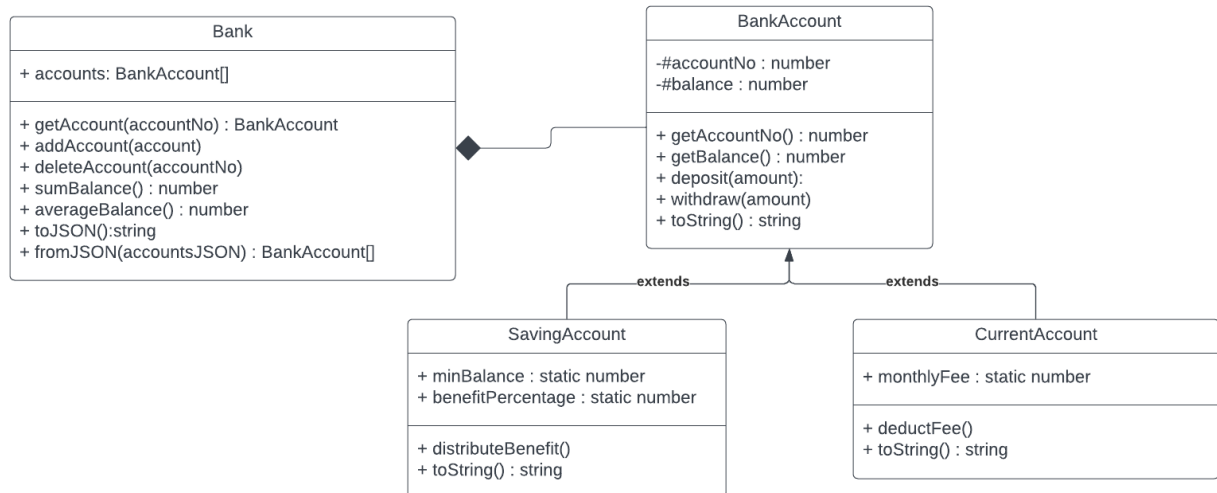 Bank
+ accounts: BankAccount[]
+ getAccount(accountNo) : BankAccount
+ addAccount(account)
+ deleteAccount(accountNo)
+ sumBalance() : number
+ averageBalance() : number
+ toJSON():string
+ fromJSON(accountsJSON) : BankAccount[]
BankAccount
-#accountNo : number
-#balance : number
+ getAccountNo() : number
+ getBalance() : number
+ deposit(amount):
+ withdraw(amount)
+ toString() : string
extends
extends
SavingAccount
+ minBalance : static number
+ benefitPercentage : static number
+ distributeBenefit()
+ toString() : string
CurrentAccount
+ monthlyFee : static number
+ deductFee()
+ toString() : string